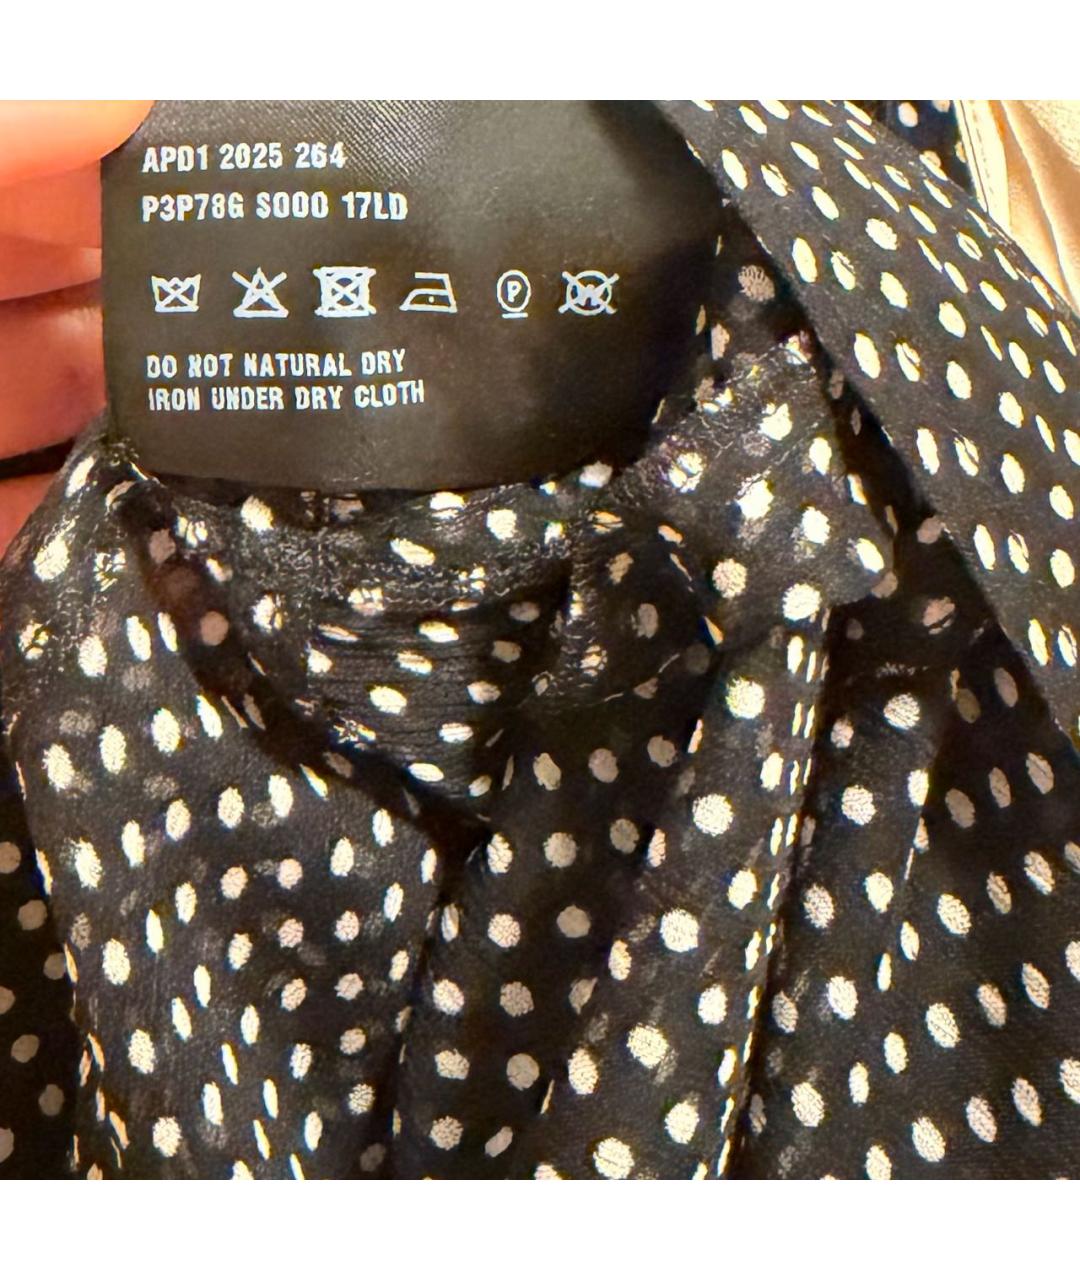 APD1 2025 264
P3P78G S000 17LD
P
W
DO NOT NATURAL DRY
IRON UNDER DRY CLOTH